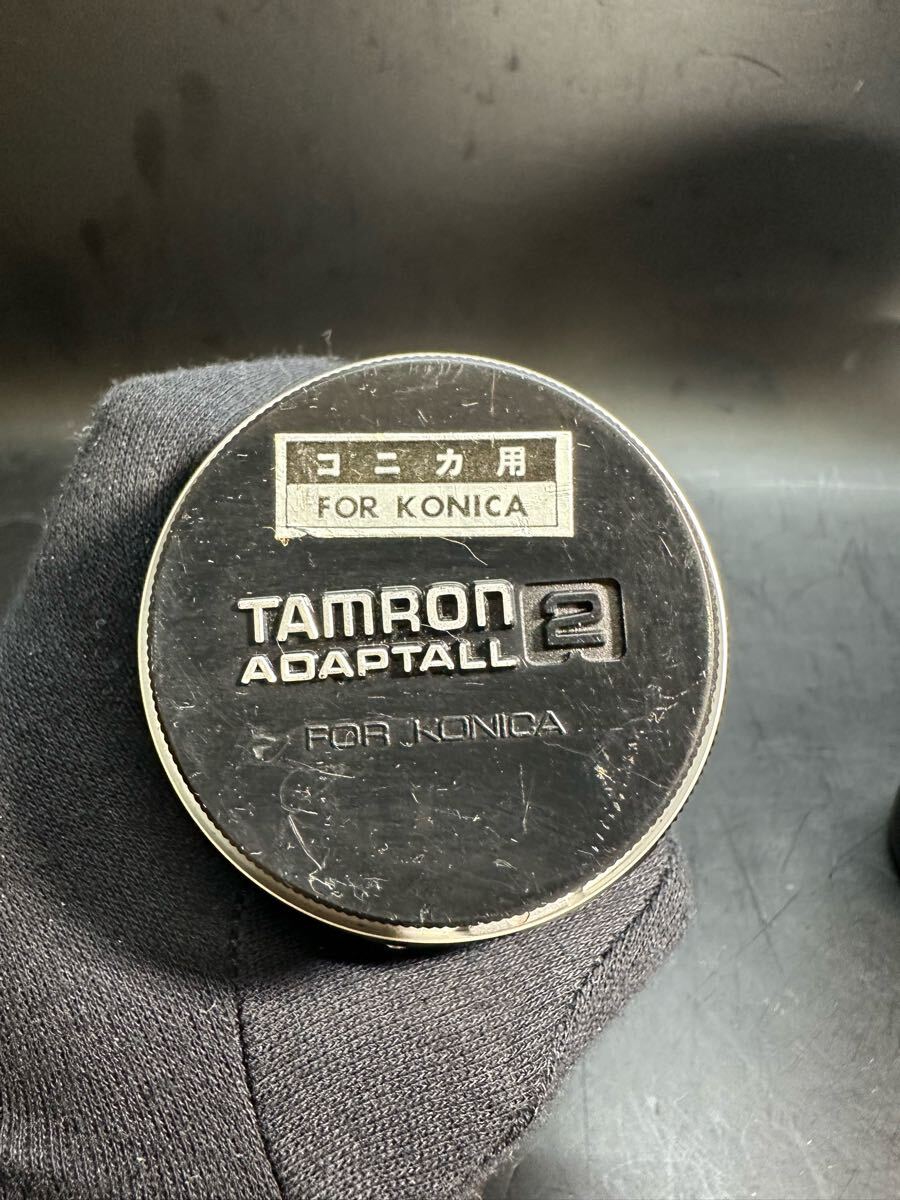 コニカ用
FOR KONICA
TAMRON
ADAPTALL 2
FOR KONICA